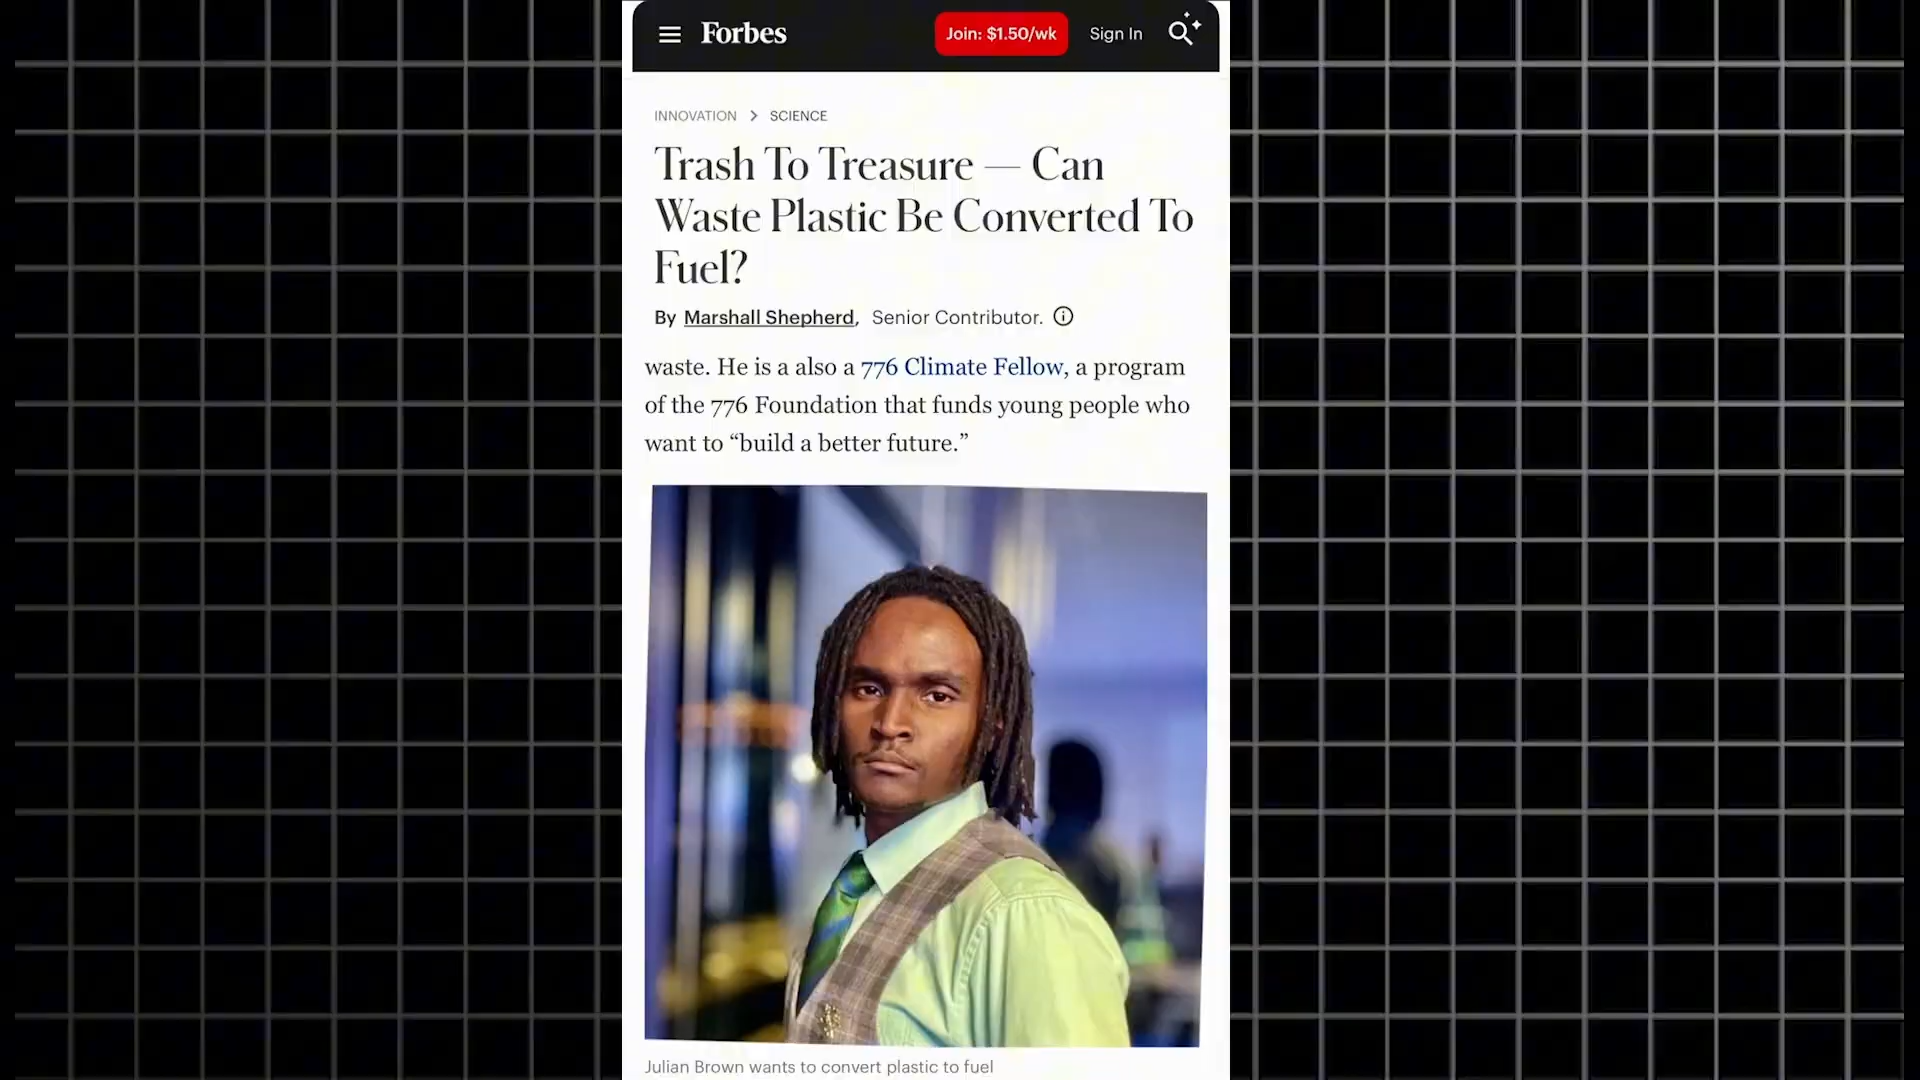 Forbes
Join: $1.50/wk
Sign In
INNOVATION > SCIENCE
Trash To Treasure — Can
Waste Plastic Be Converted To
Fuel?
By Marshall Shepherd, Senior Contributor.
waste. He is a also a 776 Climate Fellow, a program
of the 776 Foundation that funds young people who
want to “build a better future.”
Julian Brown wants to convert plastic to fuel